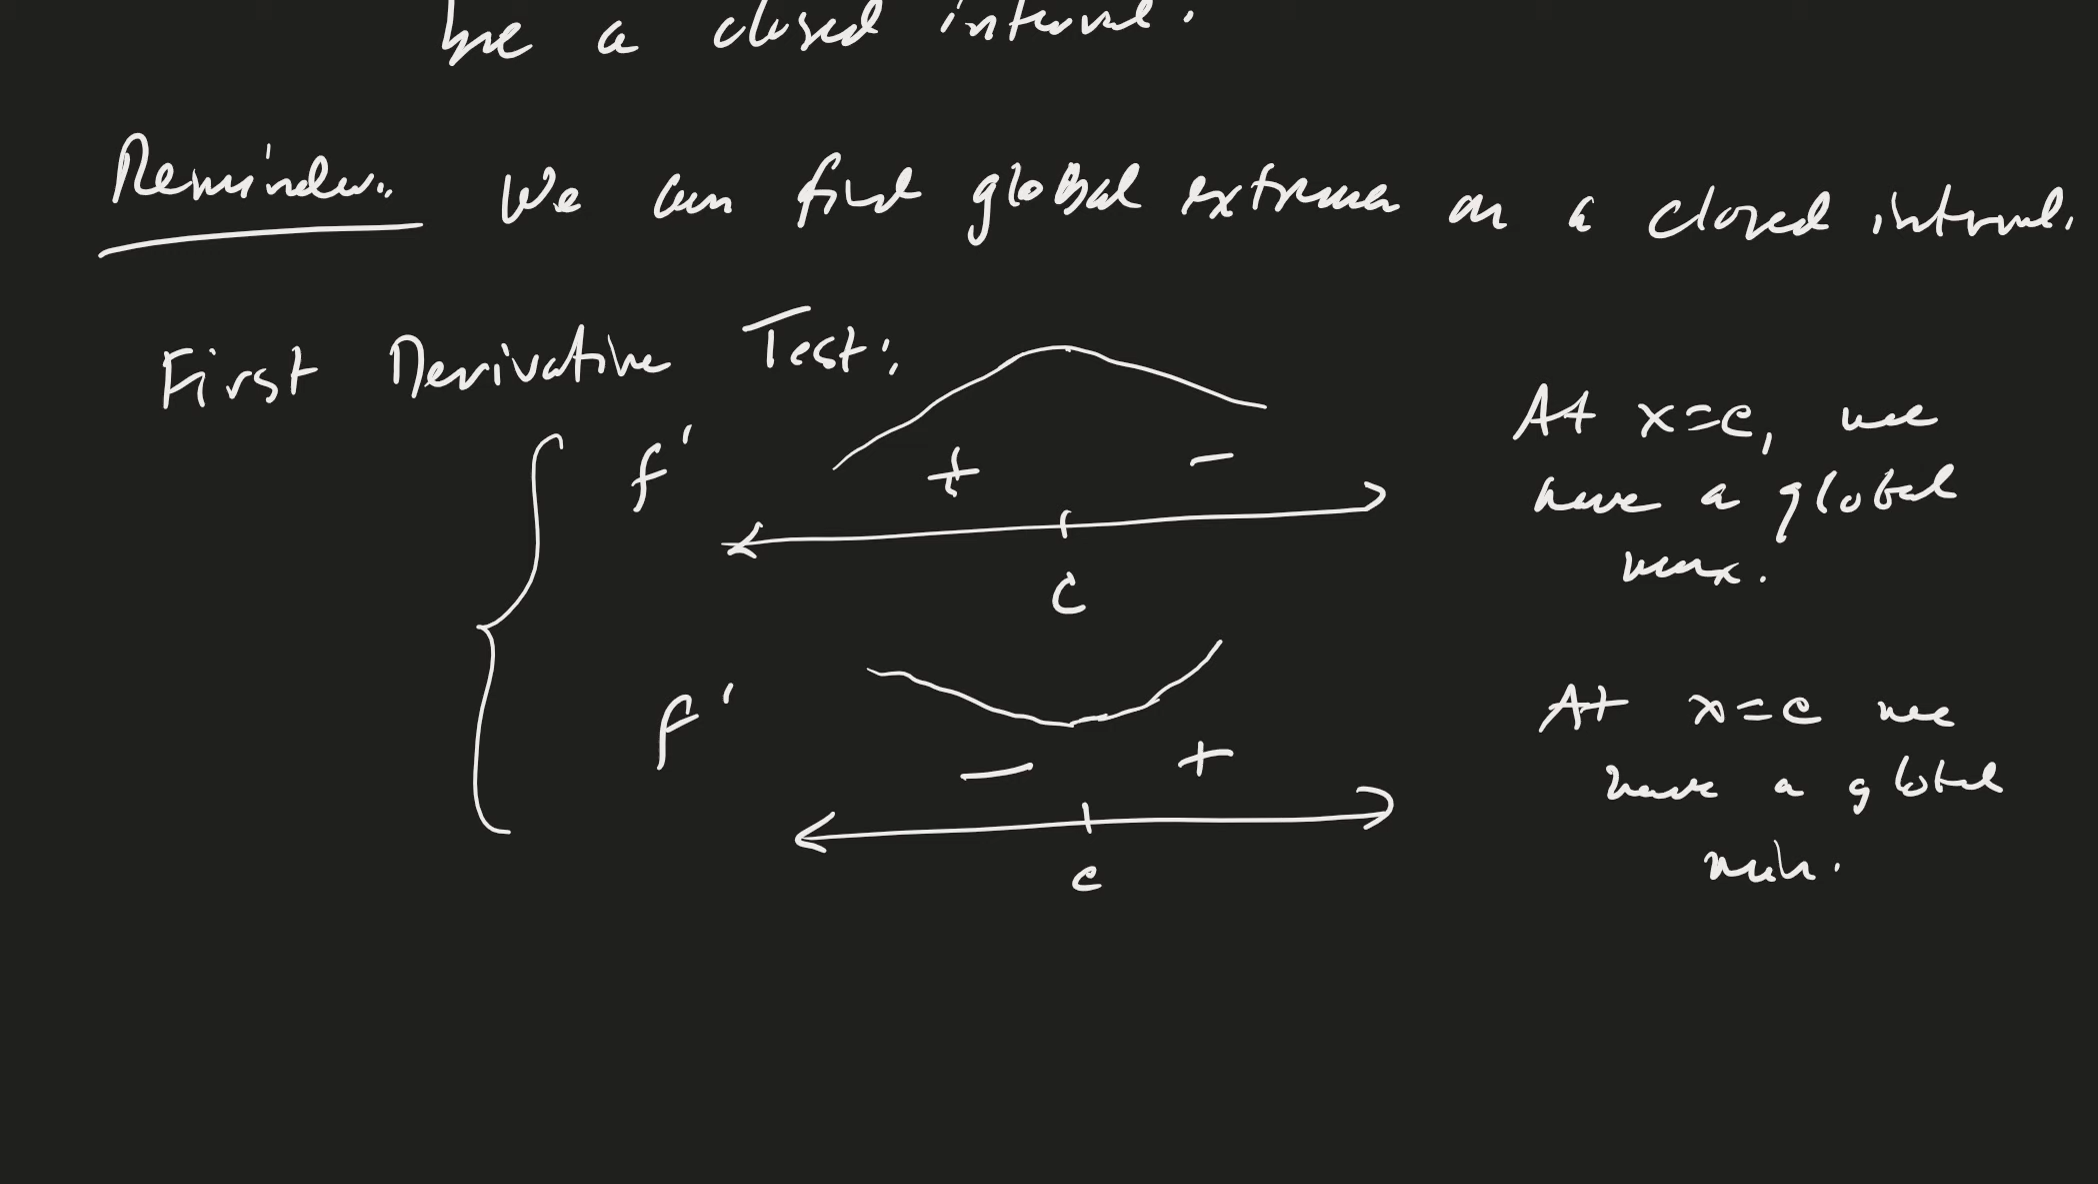 be a closed interval.
Reminder. We can find global extrema on a closed interval.
First Derivative Test:
f' + -
c
At x=c, we
have a global
max.
f' - +
c
At x=c we
have a global
min.